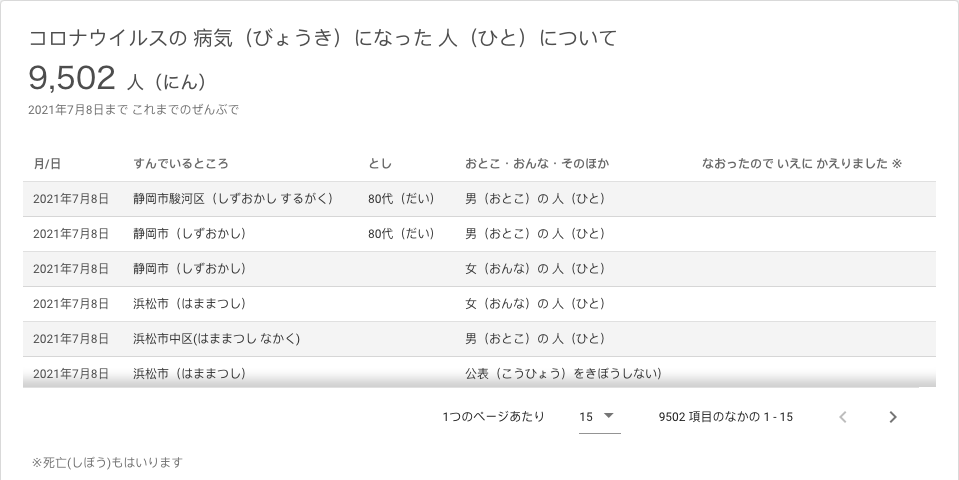 コロナウイルスの 病気（びょうき）になった 人（ひと）について
9,502 人（にん）
2021年7月8日まで これまでのぜんぶで
月/日 すんでいるところ とし おとこ・おんな・そのほか なおったので いえに かえりました ※
2021年7月8日 静岡市駿河区（しずおかし するがく） 80代（だい） 男（おとこ）の 人（ひと）
2021年7月8日 静岡市（しずおかし） 80代（だい） 男（おとこ）の 人（ひと）
2021年7月8日 静岡市（しずおかし） 女（おんな）の 人（ひと）
2021年7月8日 浜松市（はままつし） 女（おんな）の 人（ひと）
2021年7月8日 浜松市中区(はままつし なかく) 男（おとこ）の 人（ひと）
2021年7月8日 浜松市（はままつし） 公表（こうひょう）をきぼうしない)
1つのページあたり 15 9502 項目のなかの 1 - 15
※死亡(しぼう)もはいります